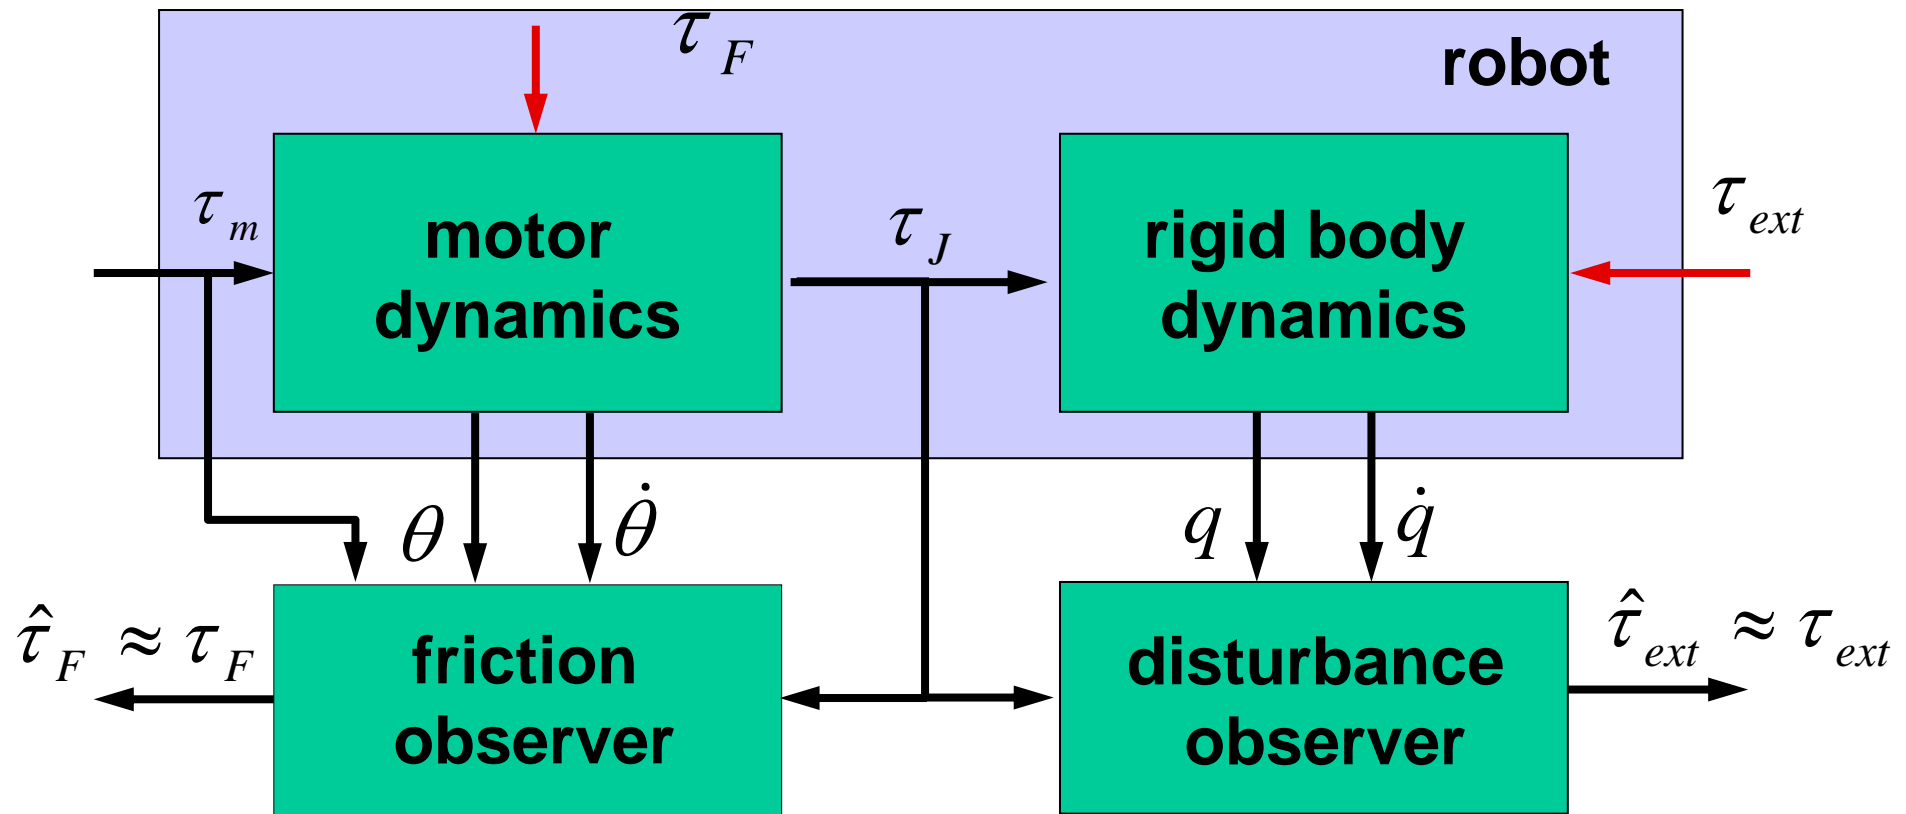 τ_F
robot
τ_m
motor
dynamics
τ_J
rigid body
dynamics
τ_ext
θ
θ̇
q
q̇
τ̂_F ≈ τ_F
friction
observer
disturbance
observer
τ̂_ext ≈ τ_ext